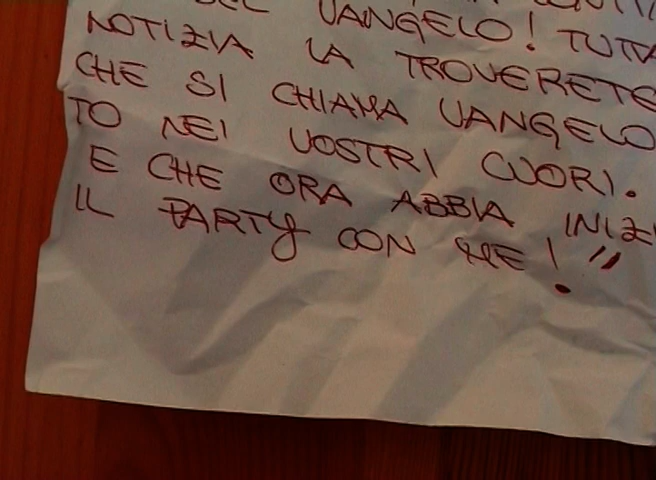 VANGELO! TUTTA
NOTIZIA LA TROVERETE
CHE SI CHIAMA VANGELO
TO NEI VOSTRI CUORI.
E CHE ORA ABBIA INIZI
IL PARTY CON ME!"